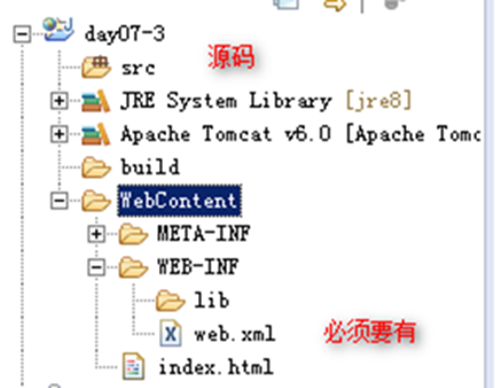 day07-3
src 源码
JRE System Library [jre8]
Apache Tomcat v6.0 [Apache Tomc
build
WebContent
META-INF
WEB-INF
lib
web.xml 必须要有
index.html